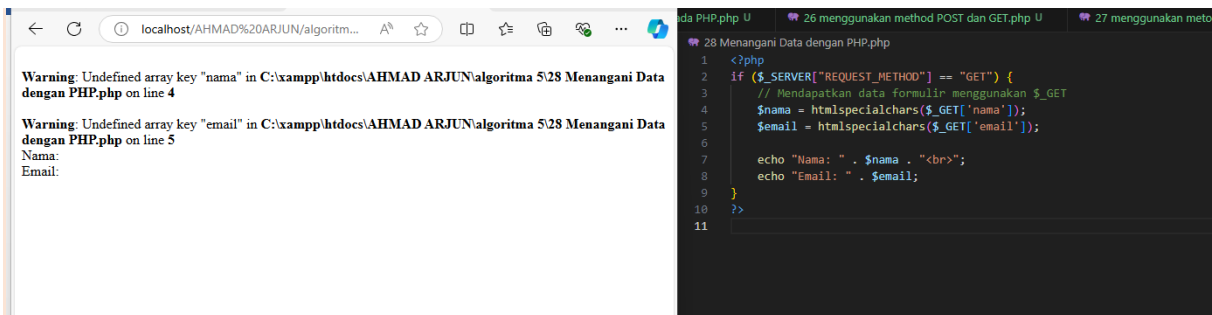 localhost/AHMAD%20ARJUN/algoritm...
Warning: Undefined array key "nama" in C:\xampp\htdocs\AHMAD ARJUN\algoritma 5\28 Menangani Data
dengan PHP.php on line 4
Warning: Undefined array key "email" in C:\xampp\htdocs\AHMAD ARJUN\algoritma 5\28 Menangani Data
dengan PHP.php on line 5
Nama:
Email:
ada PHP.php U 26 menggunakan method POST dan GET.php U 27 menggunakan meto
28 Menangani Data dengan PHP.php
1 <?php
2 if ($_SERVER["REQUEST_METHOD"] == "GET") {
3 // Mendapatkan data formulir menggunakan $_GET
4 $nama = htmlspecialchars($_GET['nama']);
5 $email = htmlspecialchars($_GET['email']);
6
7 echo "Nama: " . $nama . "<br>";
8 echo "Email: " . $email;
9 }
10 ?>
11